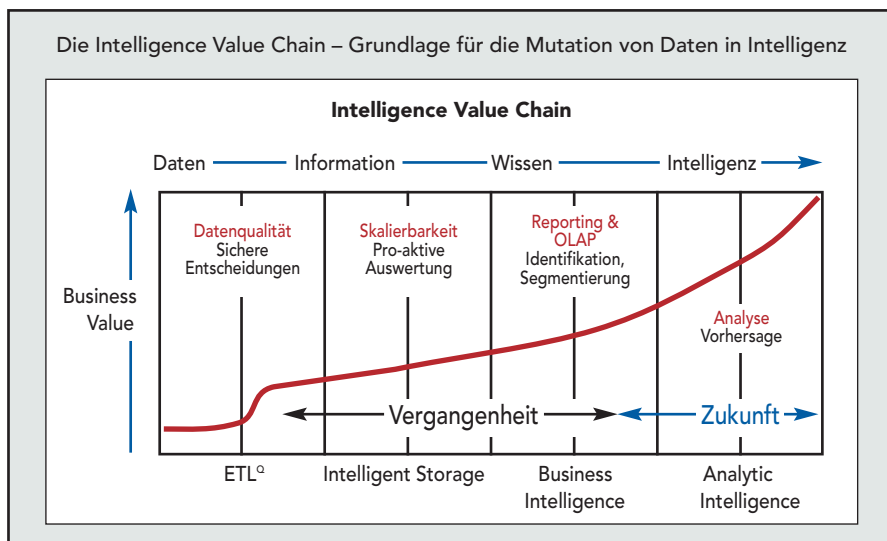 Die Intelligence Value Chain – Grundlage für die Mutation von Daten in Intelligenz
Intelligence Value Chain
Daten Information Wissen Intelligenz
Datenqualität
Sichere
Entscheidungen
Skalierbarkeit
Pro-aktive
Auswertung
Reporting &
OLAP
Identifikation,
Segmentierung
Analyse
Vorhersage
Business
Value
Vergangenheit
Zukunft
ETLQ
Intelligent Storage
Business
Intelligence
Analytic
Intelligence